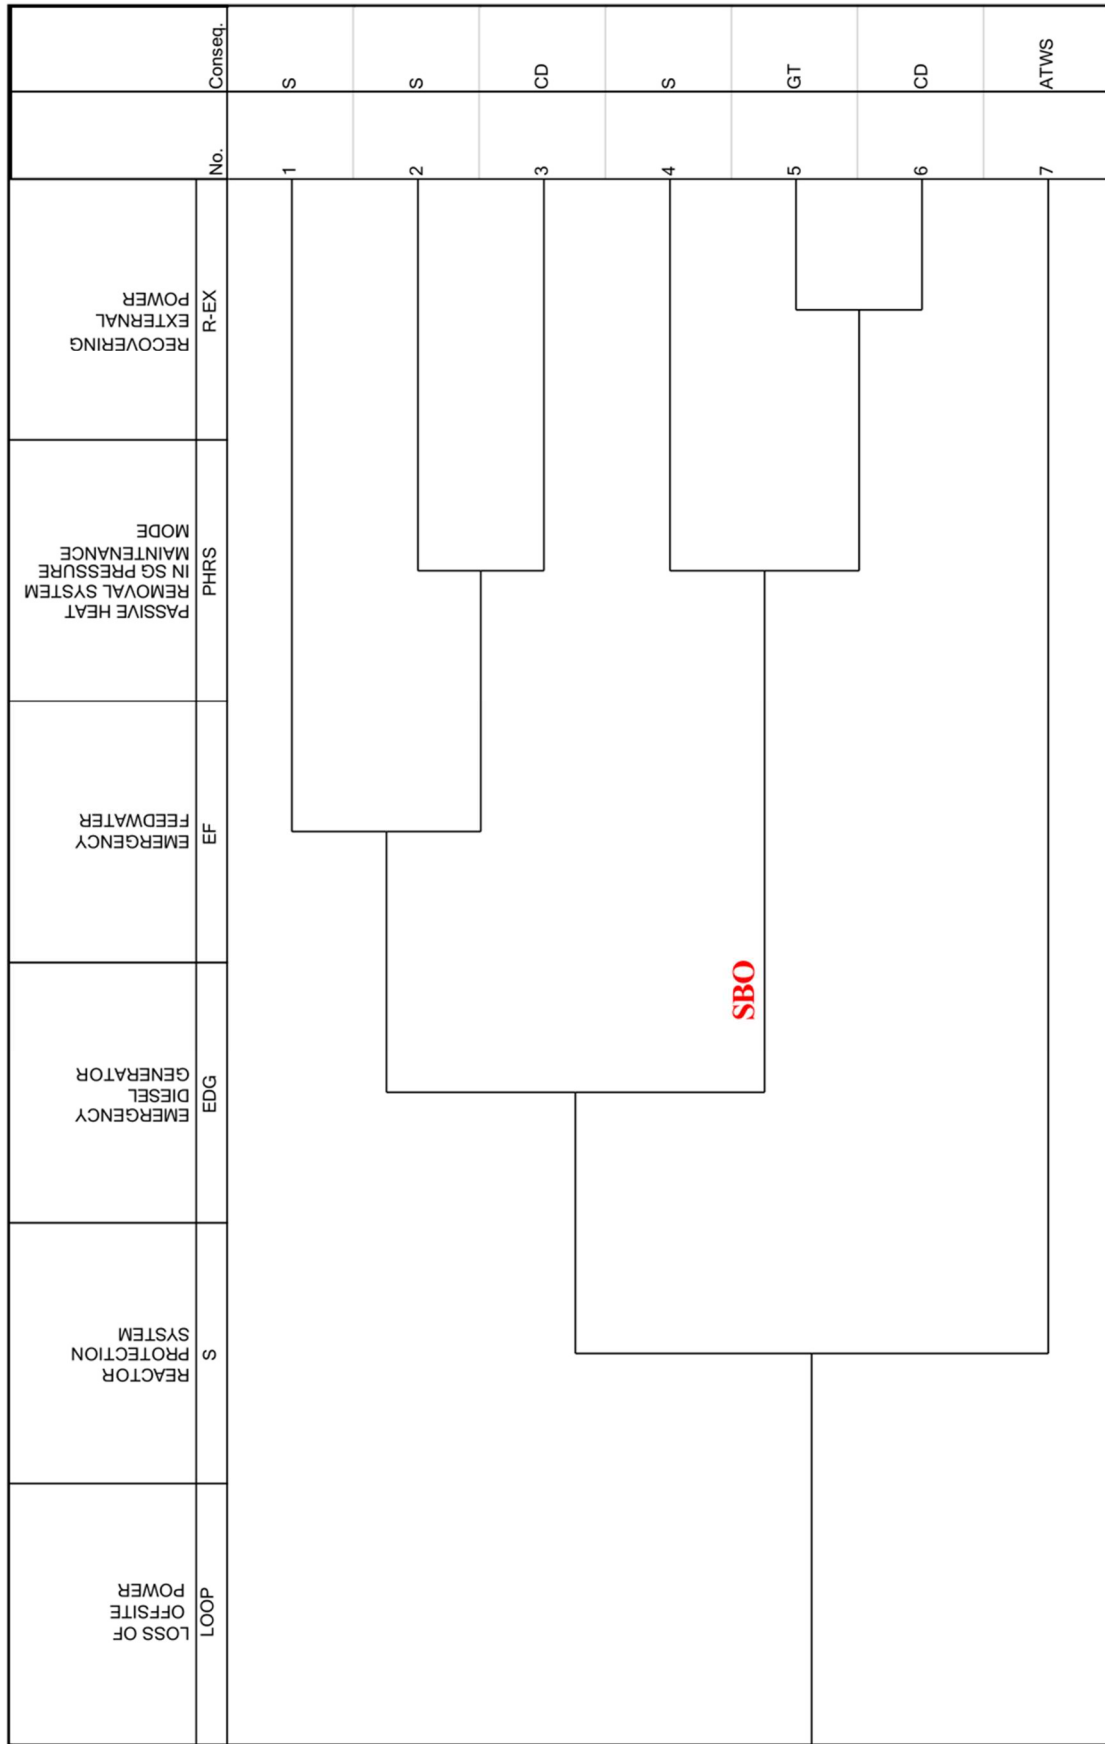 LOSS OF
OFFSITE
POWER
REACTOR
PROTECTION
SYSTEM
EMERGENCY
DIESEL
GENERATOR
EMERGENCY
FEEDWATER
PASSIVE HEAT
REMOVAL SYSTEM
IN SG PRESSURE
MAINTENANCE
MODE
RECOVERING
EXTERNAL
POWER
LOOP
S
EDG
EF
PHRS
R-EX
No.
Conseq.
1
S
2
S
3
CD
4
S
SBO
5
GT
6
CD
7
ATWS